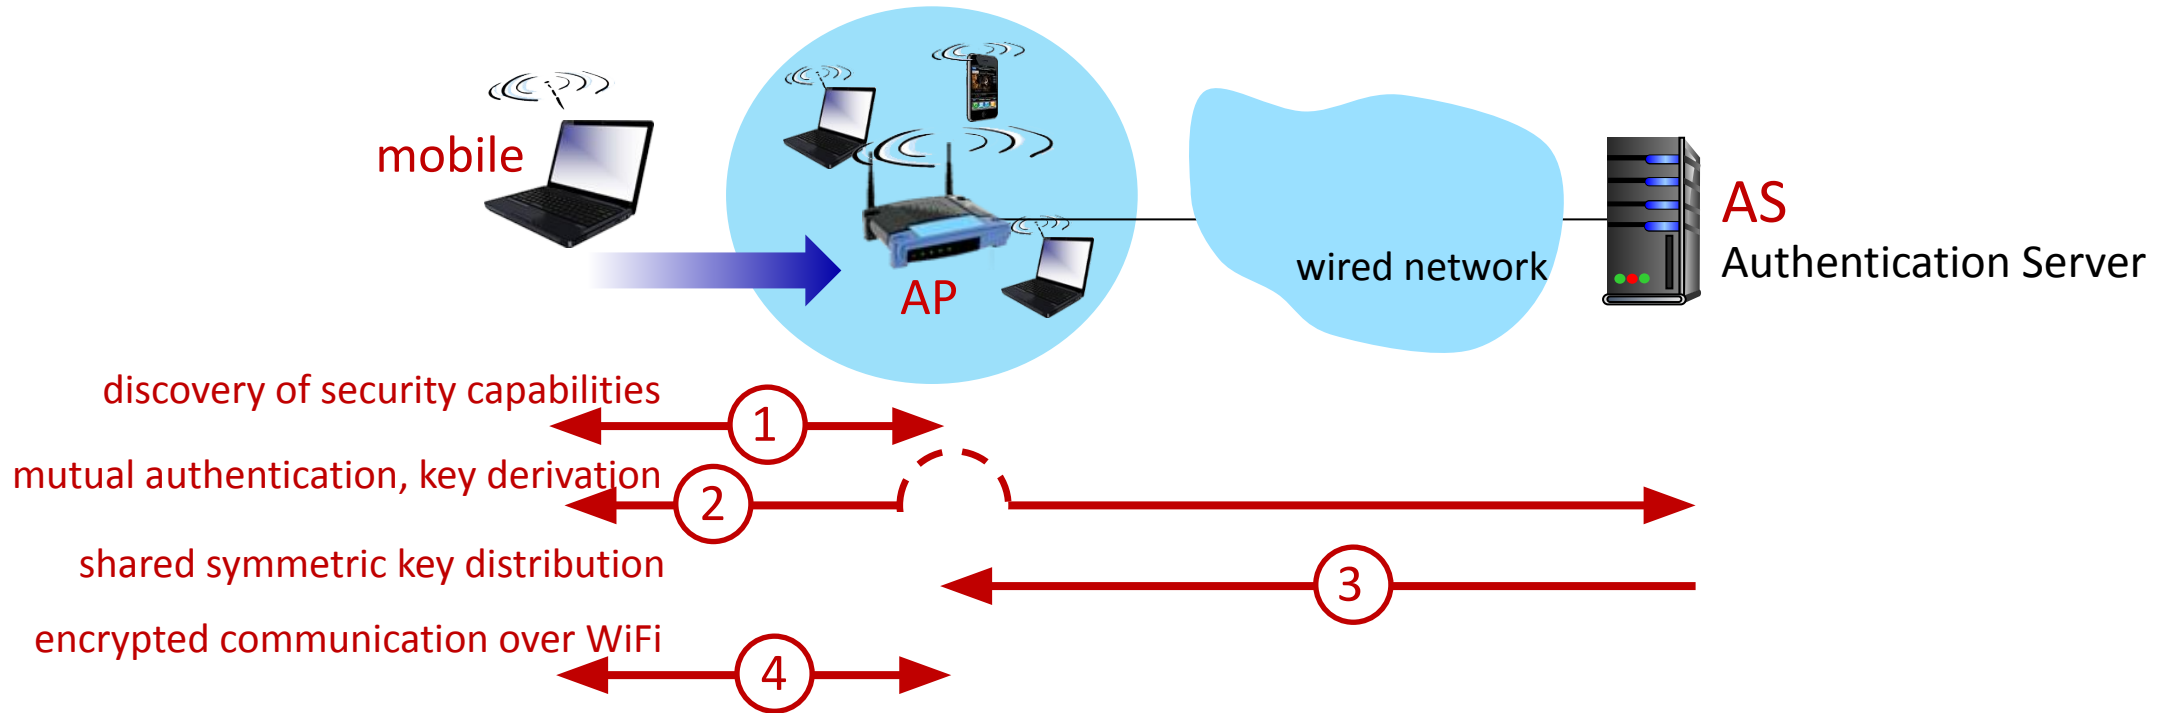 mobile
AP
wired network
AS
Authentication Server
discovery of security capabilities
1
mutual authentication, key derivation
2
shared symmetric key distribution
3
encrypted communication over WiFi
4